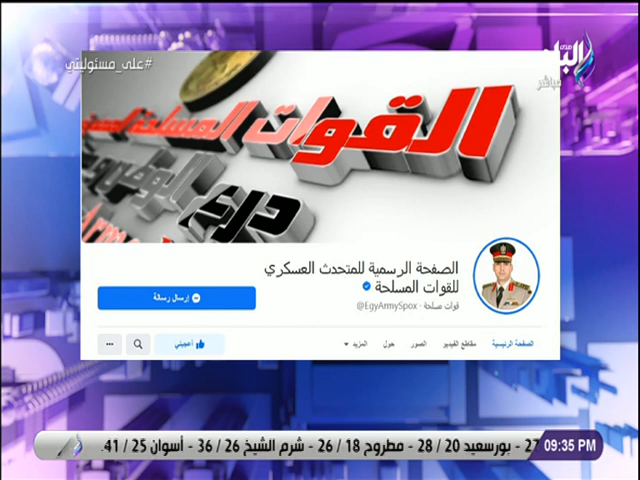 #على_مسئوليتي
صدى
البلد
مباشر
القوات المسلحة
درع
الصفحة الرسمية للمتحدث العسكري
للقوات المسلحة
قوات مسلحة · @EgyArmySpox
إرسال رسالة
الصفحة الرئيسية
مقاطع الفيديو
الصور
حول
المزيد
أعجبني
27 - بورسعيد 20 / 28 - مطروح 18 / 26 - شرم الشيخ 26 / 36 - أسوان 25 / 41.
09:35 PM